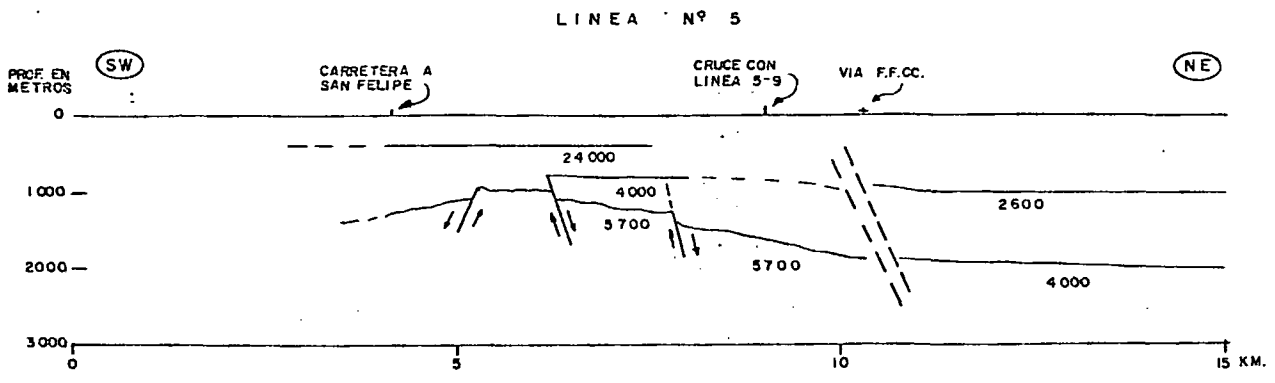 LINEA Nº 5
SW
NE
PROF. EN
METROS
CARRETERA A
SAN FELIPE
CRUCE CON
LINEA 5-9
VIA F.F.CC.
0
24 000
1000
4000
2600
5700
2000
5700
4000
3000
0
5
10
15 KM.